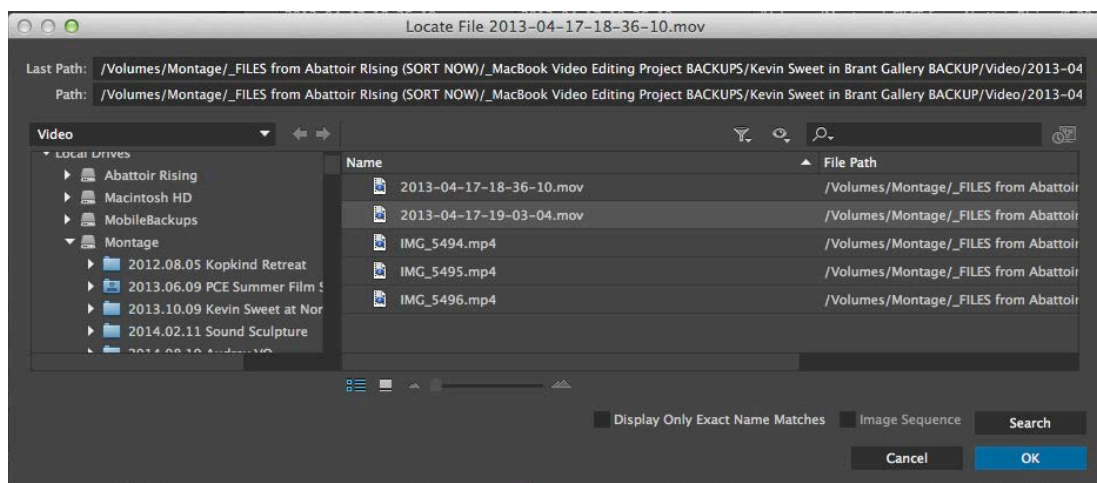 Locate File 2013-04-17-18-36-10.mov
Last Path: /Volumes/Montage/_FILES from Abattoir RIsing (SORT NOW)/_MacBook Video Editing Project BACKUPS/Kevin Sweet in Brant Gallery BACKUP/Video/2013-04
Path: /Volumes/Montage/_FILES from Abattoir RIsing (SORT NOW)/_MacBook Video Editing Project BACKUPS/Kevin Sweet in Brant Gallery BACKUP/Video/2013-04
Video
Local Drives
Name File Path
Abattoir Rising
2013-04-17-18-36-10.mov /Volumes/Montage/_FILES from Abattoir
Macintosh HD
2013-04-17-19-03-04.mov /Volumes/Montage/_FILES from Abattoir
MobileBackups
Montage
IMG_5494.mp4 /Volumes/Montage/_FILES from Abattoir
2012.08.05 Kopkind Retreat
IMG_5495.mp4 /Volumes/Montage/_FILES from Abattoir
2013.06.09 PCE Summer Film S
IMG_5496.mp4 /Volumes/Montage/_FILES from Abattoir
2013.10.09 Kevin Sweet at Nor
2014.02.11 Sound Sculpture
2014.08.10 Audrey VO
Display Only Exact Name Matches Image Sequence Search
Cancel OK